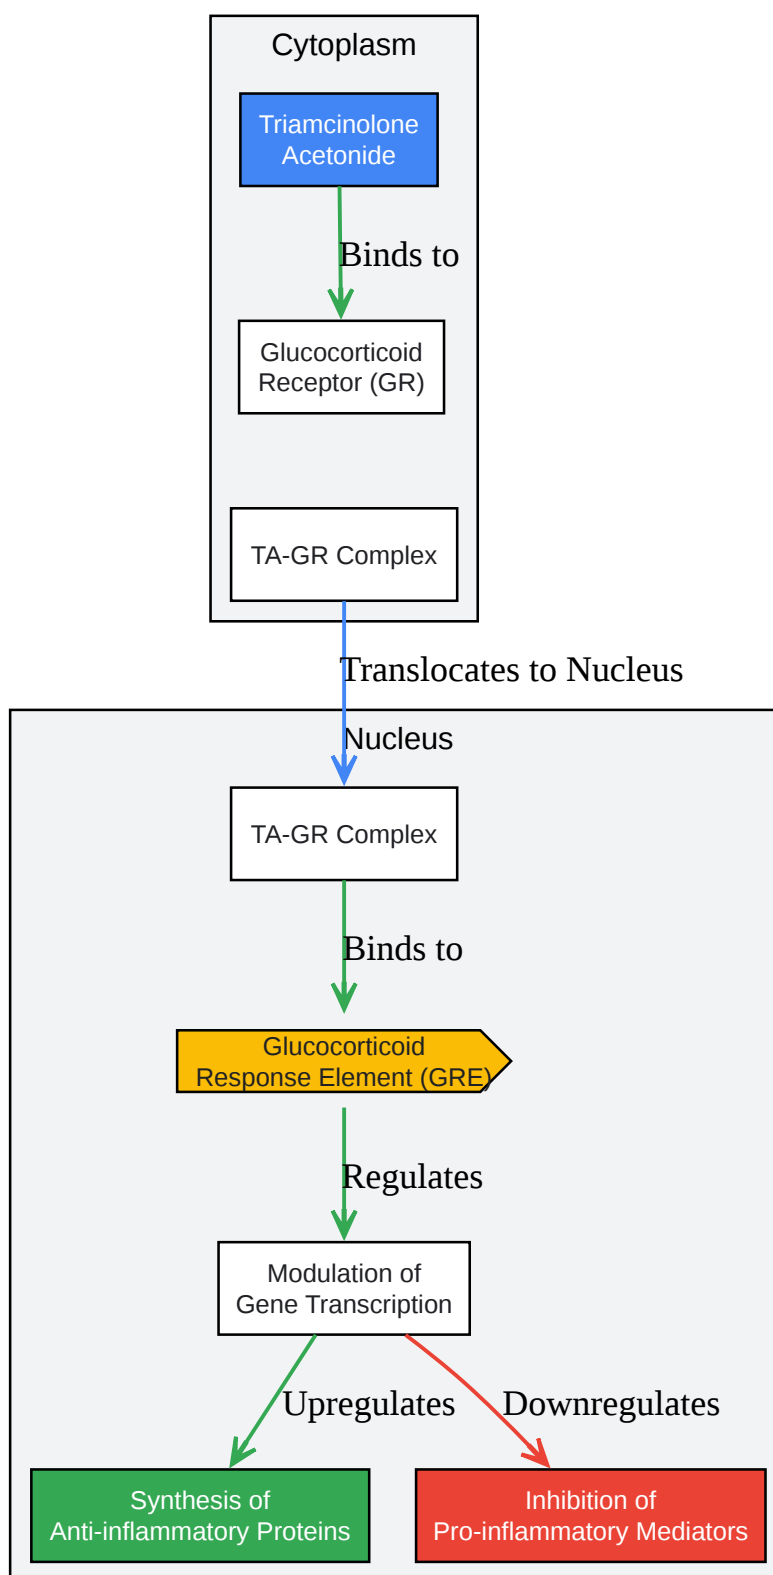 Cytoplasm
Triamcinolone
Acetonide
Binds to
Glucocorticoid
Receptor (GR)
TA-GR Complex
Translocates to Nucleus
Nucleus
TA-GR Complex
Binds to
Glucocorticoid
Response Element (GRE)
Regulates
Modulation of
Gene Transcription
Upregulates
Downregulates
Synthesis of
Anti-inflammatory Proteins
Inhibition of
Pro-inflammatory Mediators